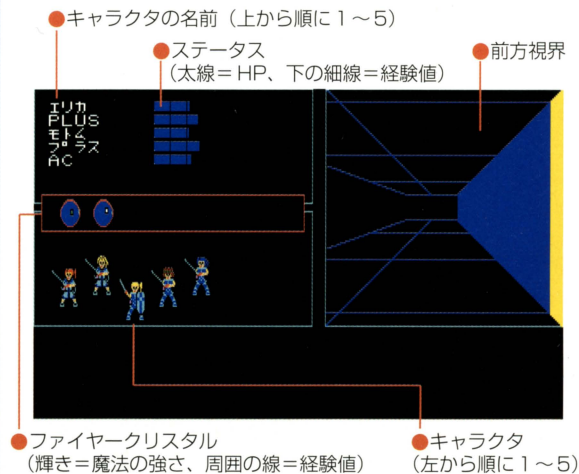 ●キャラクタの名前（上から順に１～５）
●ステータス
（太線＝HP、下の細線＝経験値）
●前方視界
エリカ
PLUS
モトム
プラス
AC
●ファイヤークリスタル
（輝き＝魔法の強さ、周囲の線＝経験値）
●キャラクタ
（左から順に１～５）